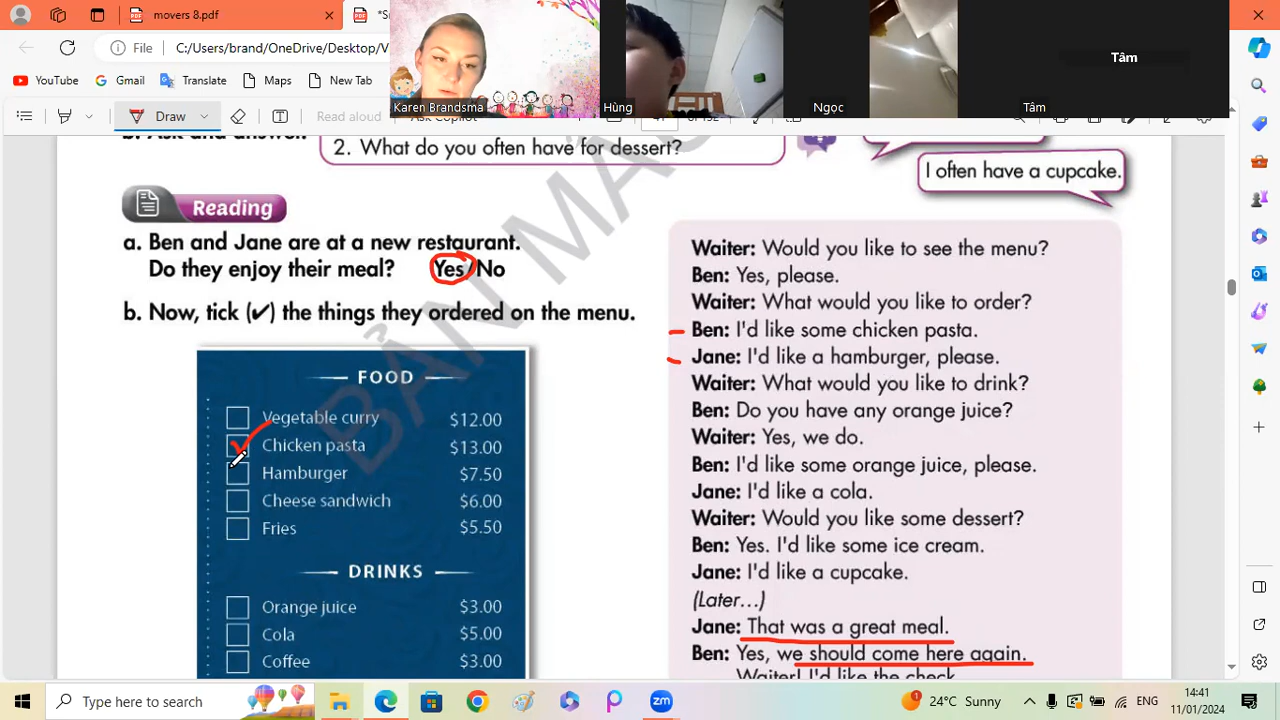 movers 8.pdf
File
C:/Users/brand/OneDrive/Desktop/V
YouTube
Gmail
Translate
Maps
New Tab
Karen Brandsma
Hùng
Ngọc
Tâm
Tâm
Draw
Read aloud
Ask Copilot
b. Ask and answer.
2. What do you often have for dessert?
I often have a cupcake.
BẢN MẪU
Reading
a. Ben and Jane are at a new restaurant.
Do they enjoy their meal? Yes/No
b. Now, tick (✓) the things they ordered on the menu.
FOOD
Vegetable curry $12.00
Chicken pasta $13.00
Hamburger $7.50
Cheese sandwich $6.00
Fries $5.50
DRINKS
Orange juice $3.00
Cola $5.00
Coffee $3.00
Waiter: Would you like to see the menu?
Ben: Yes, please.
Waiter: What would you like to order?
Ben: I'd like some chicken pasta.
Jane: I'd like a hamburger, please.
Waiter: What would you like to drink?
Ben: Do you have any orange juice?
Waiter: Yes, we do.
Ben: I'd like some orange juice, please.
Jane: I'd like a cola.
Waiter: Would you like some dessert?
Ben: Yes. I'd like some ice cream.
Jane: I'd like a cupcake.
(Later...)
Jane: That was a great meal.
Ben: Yes, we should come here again.
Waiter! I'd like the check
Type here to search
24°C Sunny
ENG
14:41
11/01/2024